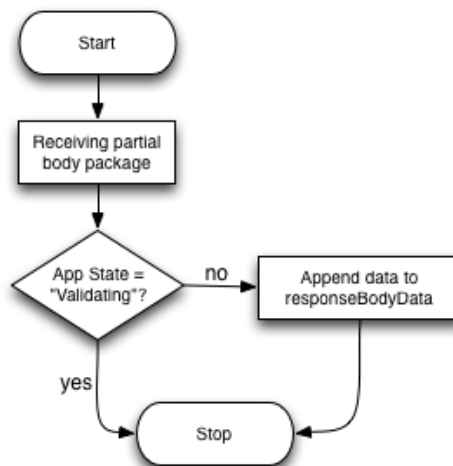 Start
Receiving partial
body package
App State =
"Validating"?
no
Append data to
responseBodyData
yes
Stop